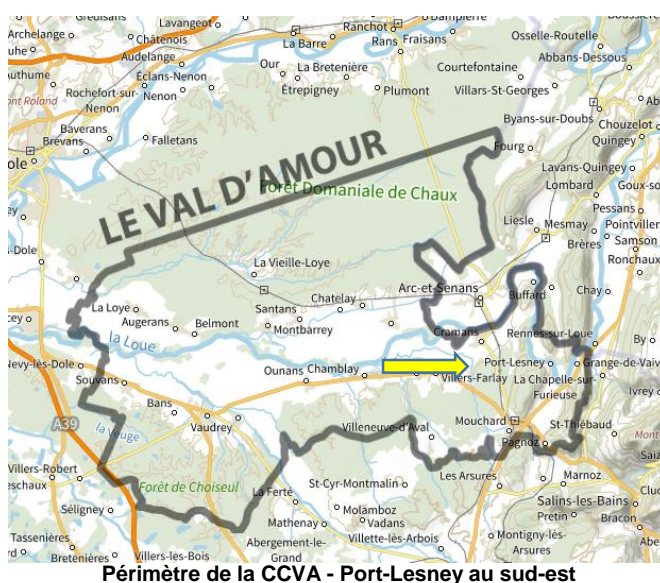 Gredisans
Lavangeot
Ranchot
Dampierre
Archelange
Châtenois
La Barre
Rans
Fraisans
Osselle-Routelle
Audelange
Authume
Éclans-Nenon
Our
La Bretenière
Courtefontaine
Abbans-Dessous
Rochefort-sur-
Nenon
Nenon
Étrepigney
Plumont
Villars-St-Georges
Mont Roland
Baverans
Brevans
Falletans
Byans-sur-Doubs
Chouzelot
Quingey
Fourg
LE VAL D'AMOUR
Forêt Domaniale de Chaux
Lavans-Quingey
Lombard
Pessans
Liesle
Mesmay
Brères
Samson
Ronchaux
La Vieille-Loye
Chatelay
Santans
Arc-et-Senans
Buffard
Chay
La Loye
Augerans
Belmont
Montbarrey
Cramans
Rennes-sur-Loue
By
la Loue
Nevy-lès-Dole
Souvans
Ounans
Chamblay
Villers-Farlay
Port-Lesney
La Chapelle-sur-
Furieuse
Grange-de-Vaiv
Ivrey
A39
Bans
Vaudrey
Villeneuve-d'Aval
Mouchard
Pagnoz
St-Thiébaud
Villers-Robert
Forêt de Choiseul
La Ferté
St-Cyr-Montmalin
Les Arsures
Marnoz
Salins-les-Bains
Séligney
Molamboz
Vadans
Mathenay
Pretin
Bracon
Tassenières
Villette-lès-Arbois
Montigny-lès-
Arsures
Bretenières
Villers-les-Bois
Abergement-le-
Grand
Périmètre de la CCVA - Port-Lesney au sud-est